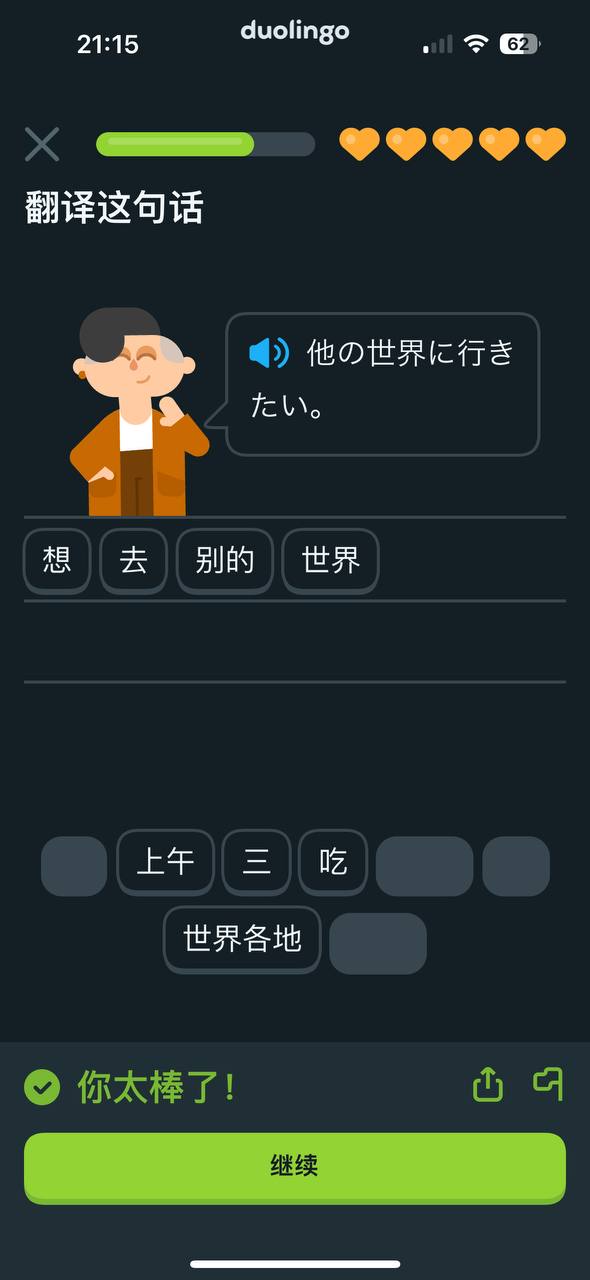 21:15
duolingo
62
翻译这句话
他の世界に行き
たい。
想 去 别的 世界
上午 三 吃
世界各地
你太棒了！
继续